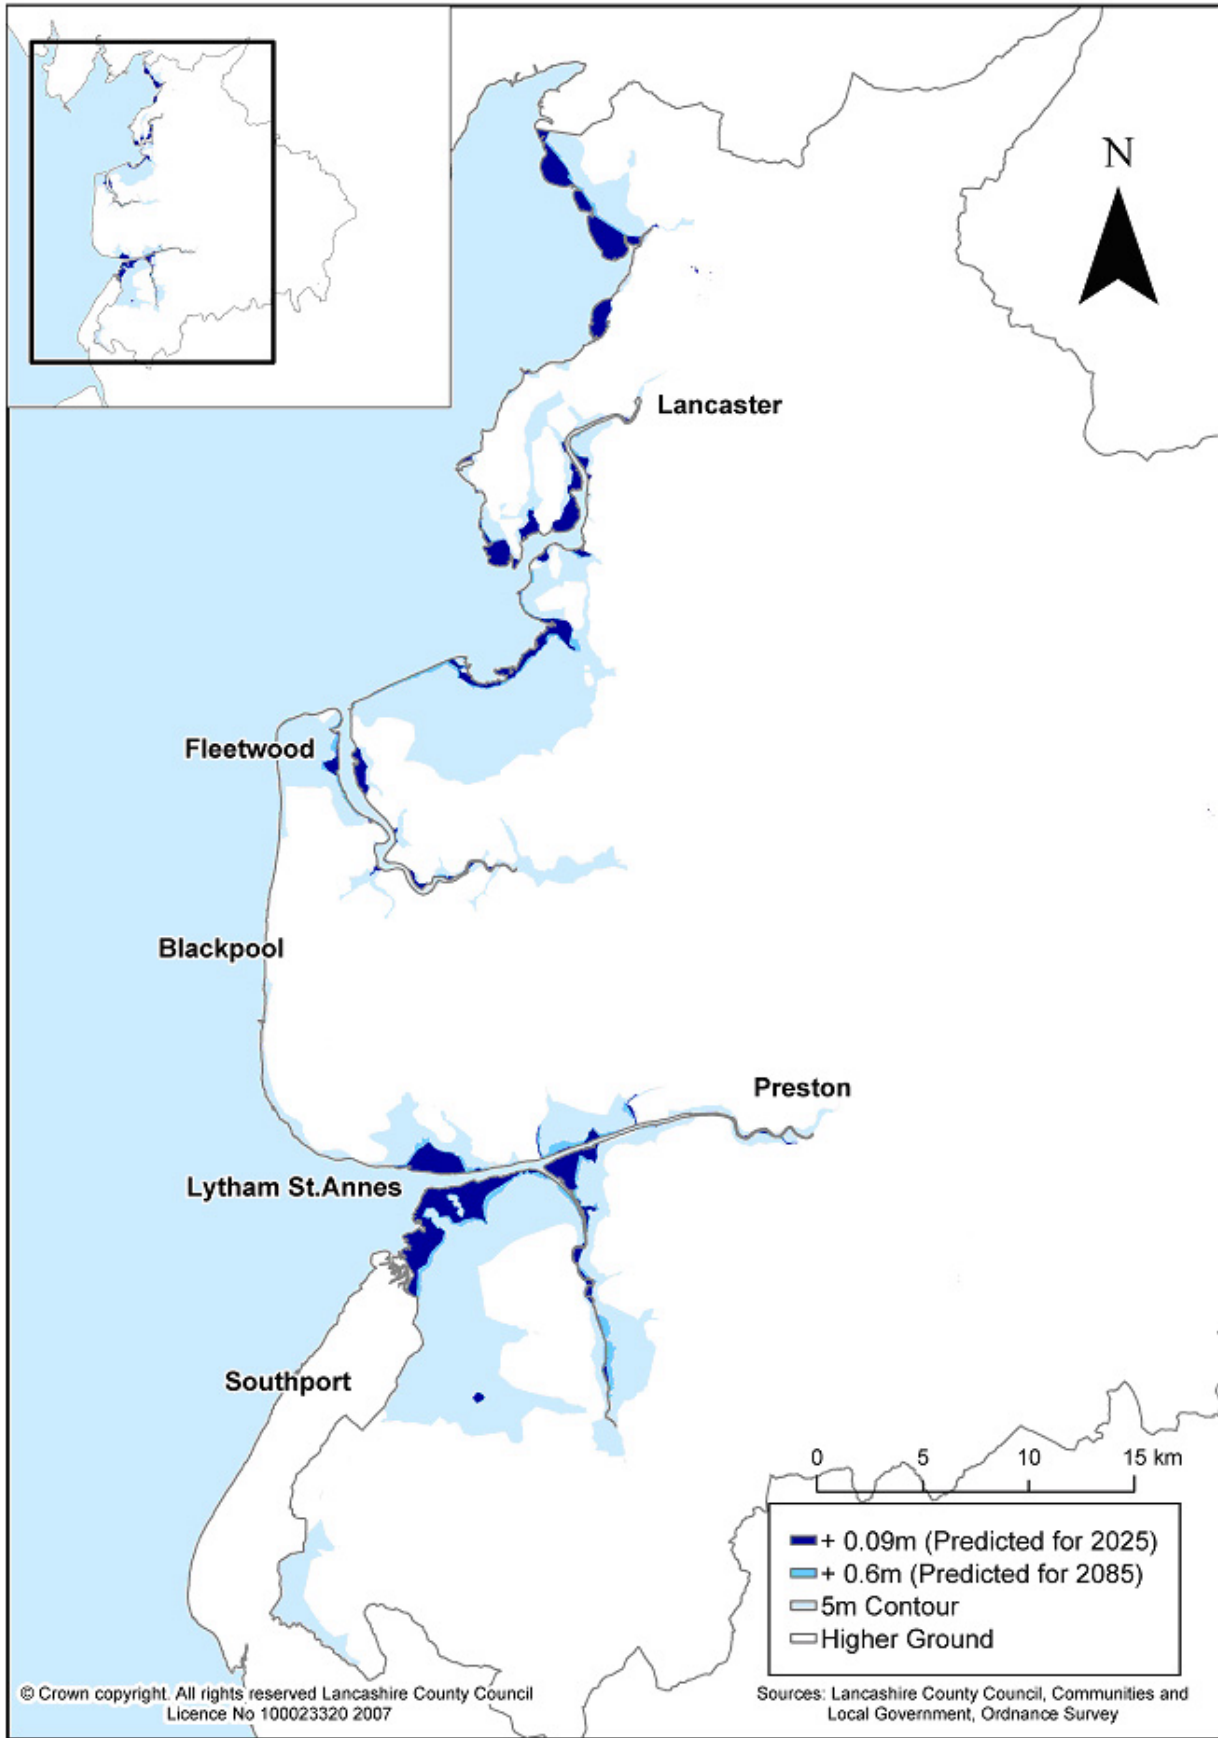 N
Lancaster
Fleetwood
Blackpool
Preston
Lytham St.Annes
Southport
0 5 10 15 km
+ 0.09m (Predicted for 2025)
+ 0.6m (Predicted for 2085)
5m Contour
Higher Ground
© Crown copyright. All rights reserved Lancashire County Council
Licence No 100023320 2007
Sources: Lancashire County Council, Communities and
Local Government, Ordnance Survey